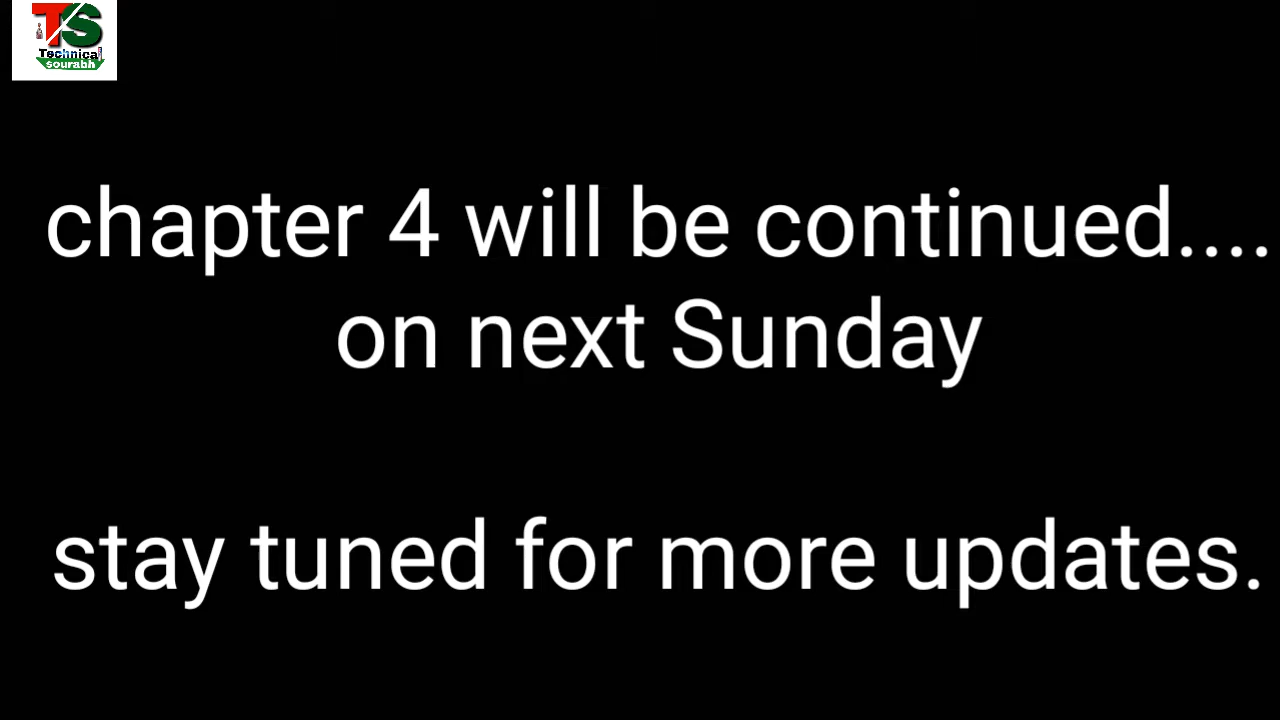 TS
Technical
sourabh
chapter 4 will be continued....
on next Sunday
stay tuned for more updates.